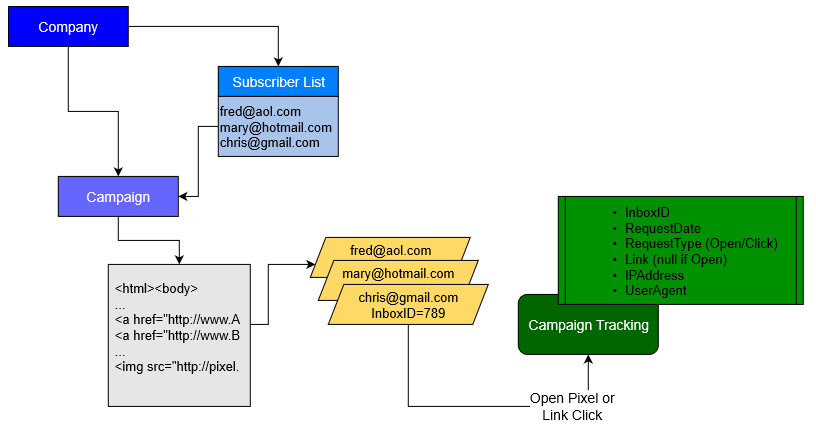 Company
Subscriber List
fred@aol.com
mary@hotmail.com
chris@gmail.com
Campaign
<html><body>
...
<a href="http://www.A
<a href="http://www.B
...
<img src="http://pixel.
fred@aol.com
mary@hotmail.com
chris@gmail.com
InboxID=789
• InboxID
• RequestDate
• RequestType (Open/Click)
• Link (null if Open)
• IPAddress
• UserAgent
Campaign Tracking
Open Pixel or
Link Click